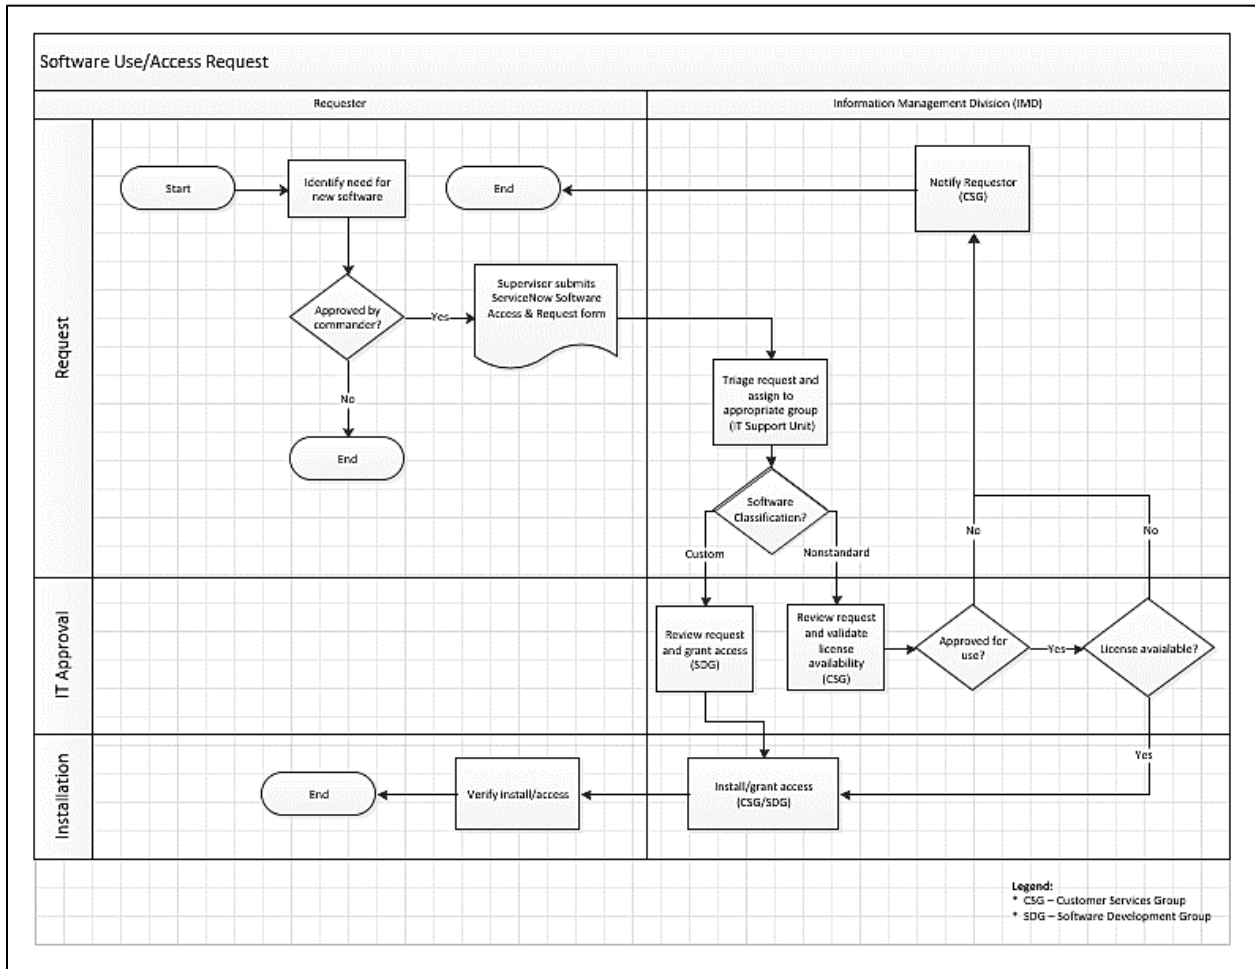 Software Use/Access Request
Requester
Information Management Division (IMD)
Request
Start
Identify need for
new software
End
Notify Requestor
(CSG)
Approved by
commander?
Yes
Supervisor submits
ServiceNow Software
Access & Request form
No
End
Triage request and
assign to
appropriate group
(IT Support Unit)
Software
Classification?
Custom
Nonstandard
No
No
IT Approval
Review request
and grant access
(SDG)
Review request
and validate
license
availability
(CSG)
Approved for
use?
Yes
License avaialable?
Yes
Installation
End
Verify install/access
Install/grant access
(CSG/SDG)
Legend:
* CSG – Customer Services Group
* SDG – Software Development Group